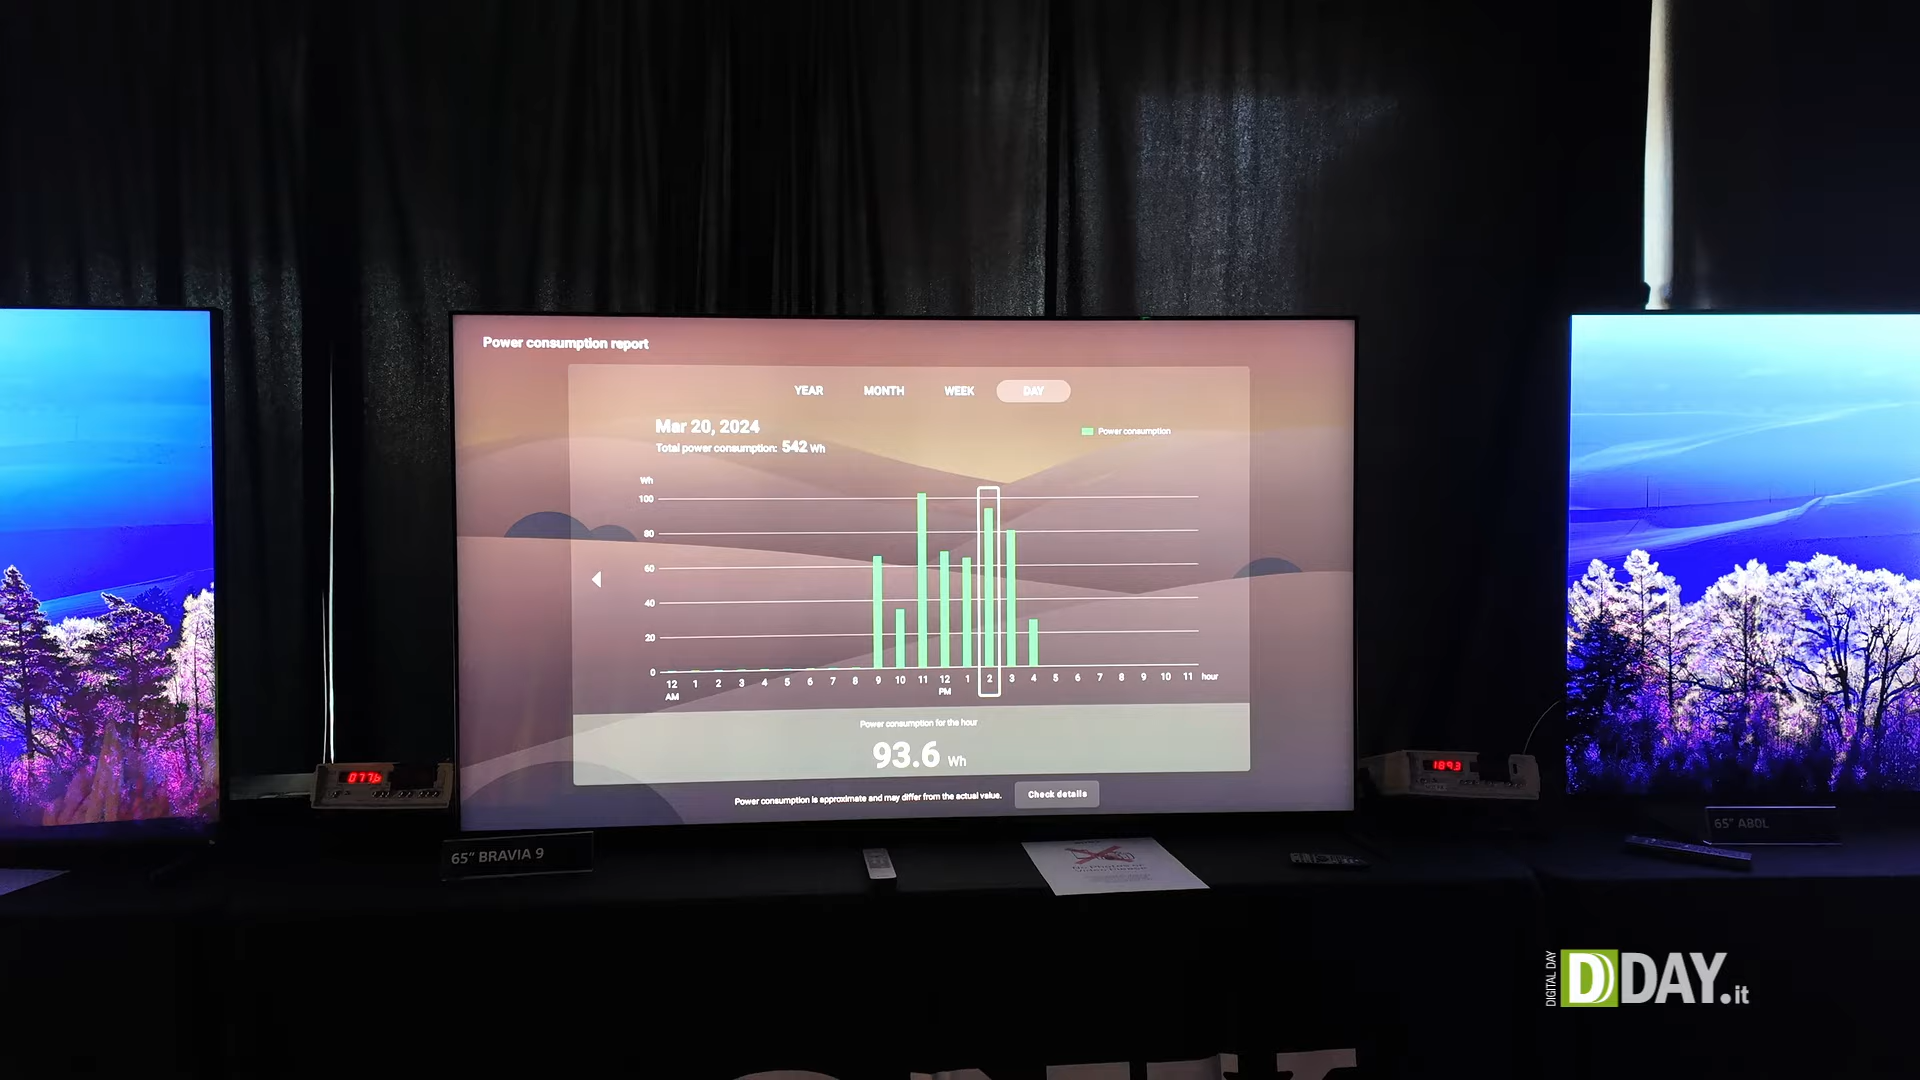 Power consumption report
YEAR MONTH WEEK DAY
Mar 20, 2024
Total power consumption: 542 Wh
Power consumption
Wh
100
80
60
40
20
0
12 1 2 3 4 5 6 7 8 9 10 11 12 1 2 3 4 5 6 7 8 9 10 11 hour
AM PM
Power consumption for the hour
93.6 Wh
Power consumption is approximate and may differ from the actual value.
Check details
077.6
189.3
65" BRAVIA 9
65" A80L
DIGITAL DAY
DDAY.it